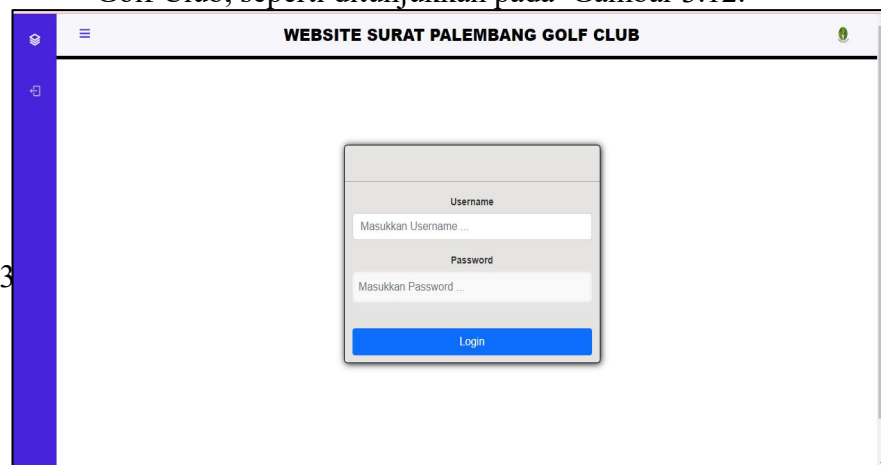 Golf Club, seperti ditunjukkan pada Gambar 3.12.
WEBSITE SURAT PALEMBANG GOLF CLUB
Username
Masukkan Username ...
Password
3
Masukkan Password ...
Login